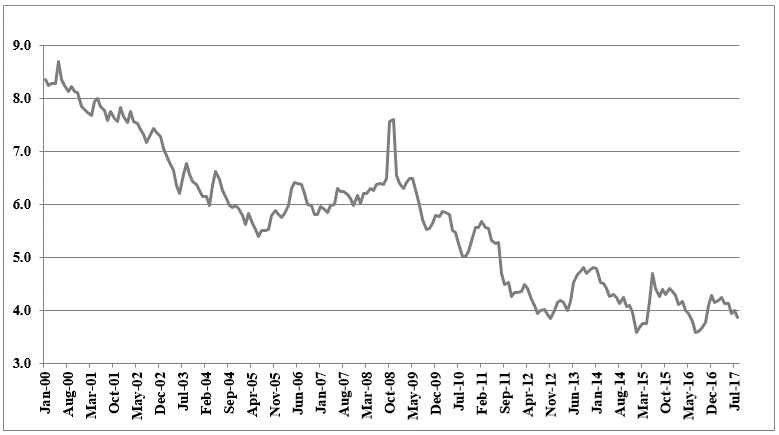 9.0
8.0
7.0
6.0
5.0
4.0
3.0
Jan-00
Aug-00
Mar-01
Oct-01
May-02
Dec-02
Jul-03
Feb-04
Sep-04
Apr-05
Nov-05
Jun-06
Jan-07
Aug-07
Mar-08
Oct-08
May-09
Dec-09
Jul-10
Feb-11
Sep-11
Apr-12
Nov-12
Jun-13
Jan-14
Aug-14
Mar-15
Oct-15
May-16
Dec-16
Jul-17